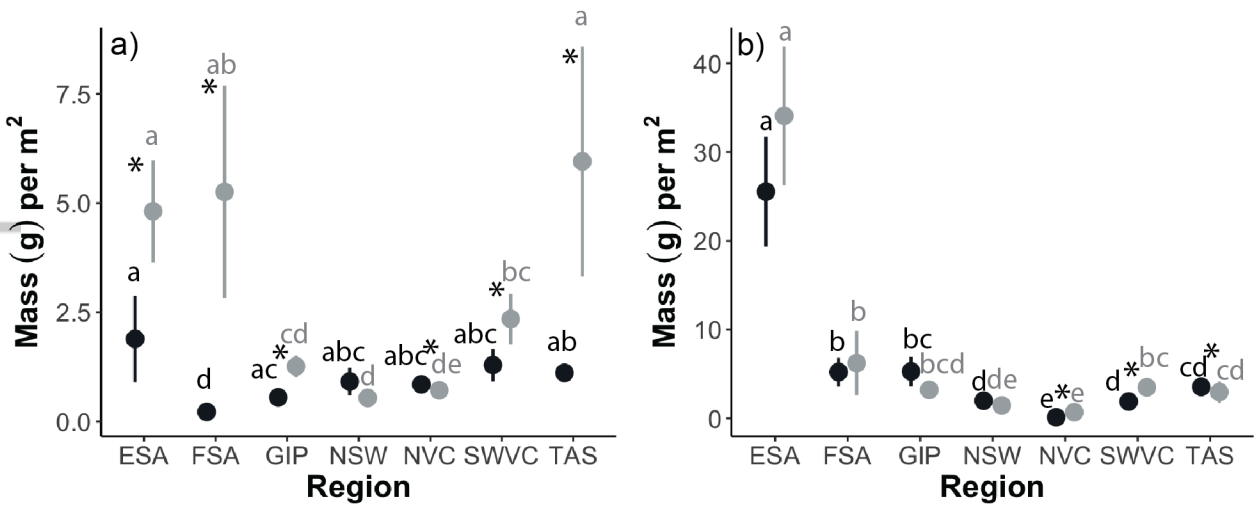 a)
Mass (g) per m²
7.5
5.0
2.5
0.0
a
*
a
ab
*
d
cd
*
ac
abc
d
abc
*
de
bc
*
abc
a
*
ab
ESA FSA GIP NSW NVC SWVC TAS
Region
b)
Mass (g) per m²
40
30
20
10
0
a
a
b
b
bc
bcd
d
de
e
*
e
d
*
bc
cd
*
cd
ESA FSA GIP NSW NVC SWVC TAS
Region